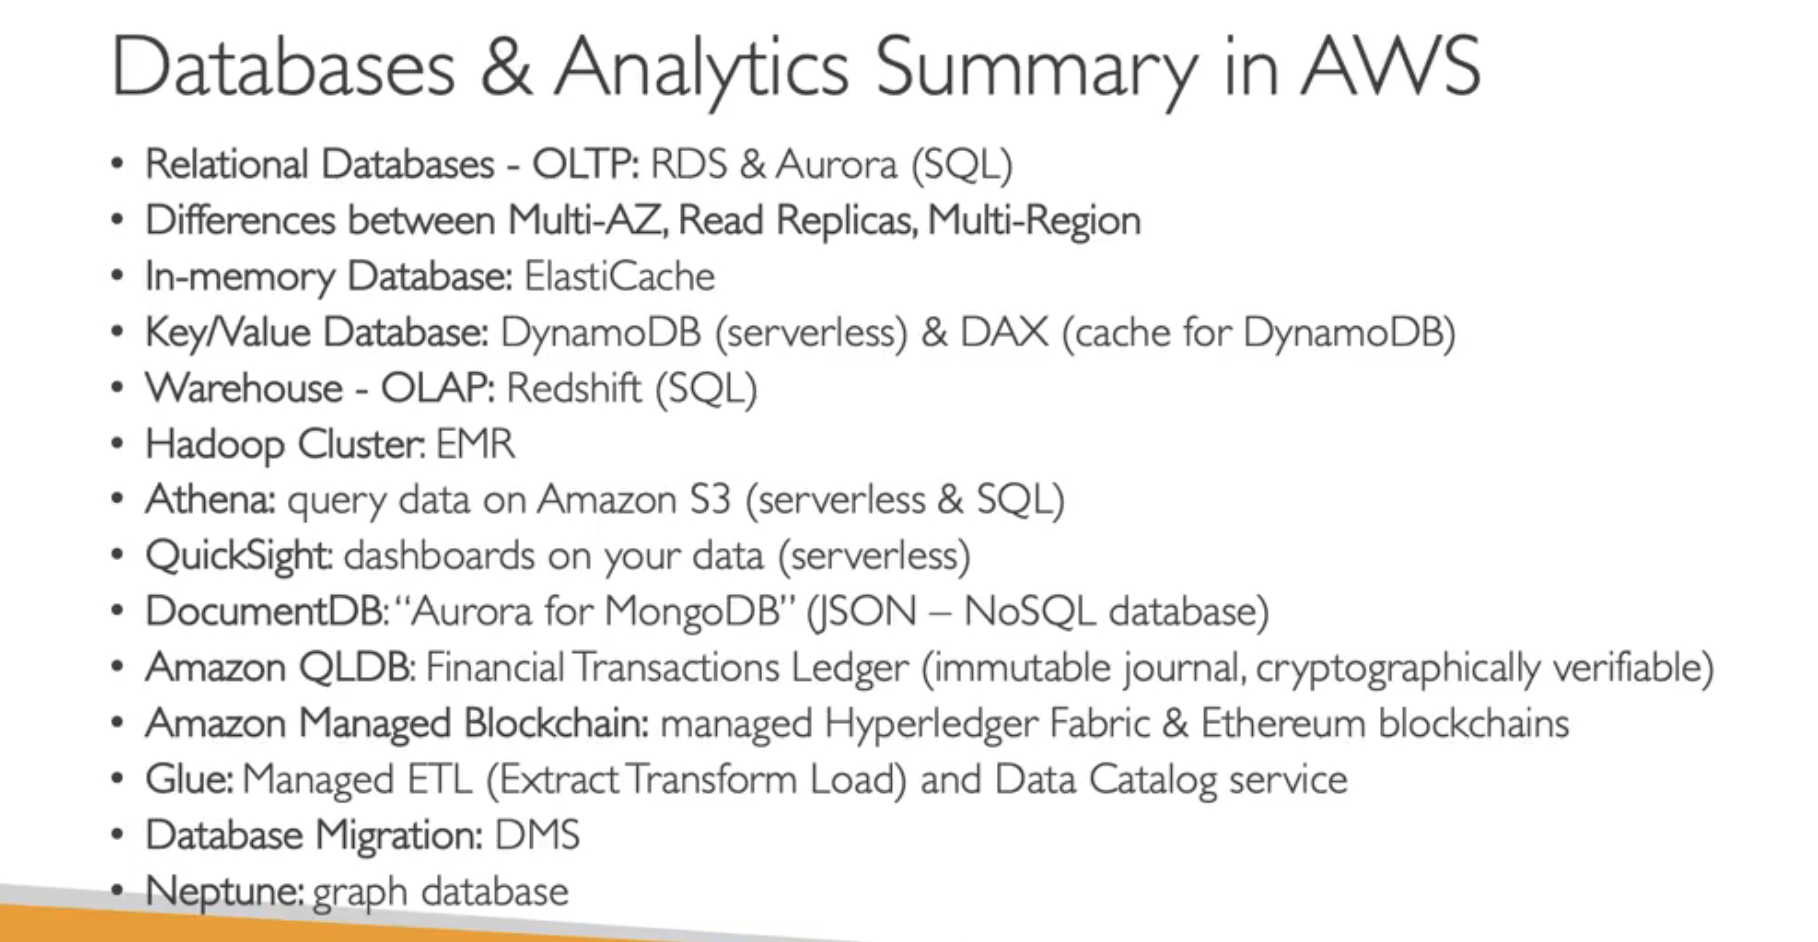 Databases & Analytics Summary in AWS
• Relational Databases - OLTP: RDS & Aurora (SQL)
• Differences between Multi-AZ, Read Replicas, Multi-Region
• In-memory Database: ElastiCache
• Key/Value Database: DynamoDB (serverless) & DAX (cache for DynamoDB)
• Warehouse - OLAP: Redshift (SQL)
• Hadoop Cluster: EMR
• Athena: query data on Amazon S3 (serverless & SQL)
• QuickSight: dashboards on your data (serverless)
• DocumentDB: “Aurora for MongoDB” (JSON – NoSQL database)
• Amazon QLDB: Financial Transactions Ledger (immutable journal, cryptographically verifiable)
• Amazon Managed Blockchain: managed Hyperledger Fabric & Ethereum blockchains
• Glue: Managed ETL (Extract Transform Load) and Data Catalog service
• Database Migration: DMS
• Neptune: graph database